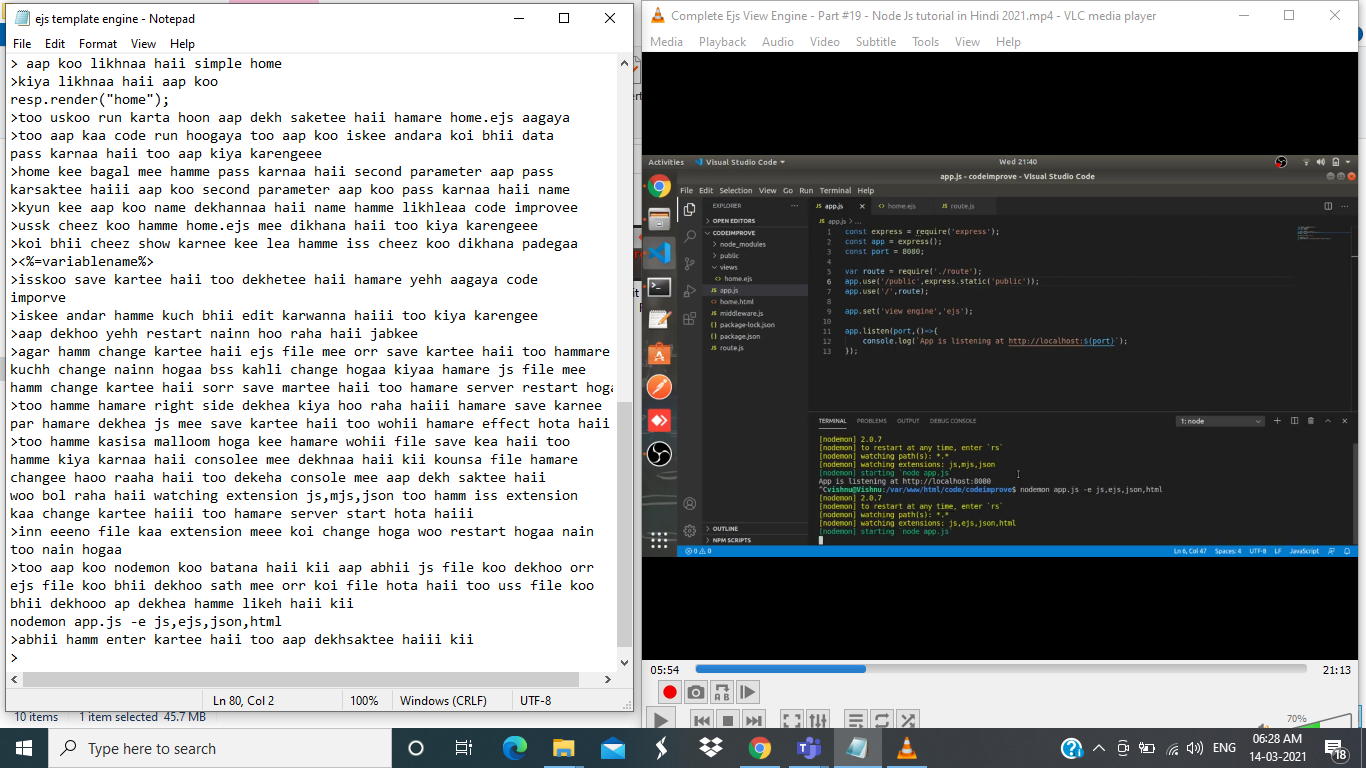 ejs template engine - Notepad
File Edit Format View Help
> aap koo likhnaa haii simple home
>kiya likhnaa haii aap koo
resp.render("home");
>too uskoo run karta hoon aap dekh saketee haii hamare home.ejs aagaya
>too aap kaa code run hoogaya too aap koo iskee andara koi bhii data
pass karnaa haii too aap kiya karengeee
>home kee bagal mee hamme pass karnaa haii second parameter aap pass
karsaktee haiii aap koo second parameter aap koo pass karnaa haii name
>kyun kee aap koo name dekhannaa haii name hamme likhleaa code improvee
>ussk cheez koo hamme home.ejs mee dikhana haii too kiya karengeee
>koi bhii cheez show karnee kee lea hamme iss cheez koo dikhana padegaa
><%=variablename%>
>isskoo save kartee haii too dekhetee haii hamare yehh aagaya code
imporve
>iskee andar hamme kuch bhii edit karwanna haiii too kiya karengee
>aap dekhoo yehh restart nainn hoo raha haii jabkee
>agar hamm change kartee haii ejs file mee orr save kartee haii too hammare
kuchh change nainn hogaa bss kahli change hogaa kiyaa hamare js file mee
hamm change kartee haii sorr save martee haii too hamare server restart hoga
>too hamme hamare right side dekhea kiya hoo raha haiii hamare save karnee
par hamare dekhea js mee save kartee haii too wohii hamare effect hota haii
>too hamme kasisa malloom hoga kee hamare wohii file save kea haii too
hamme kiya karnaa haii consolee mee dekhnaa haii kii kounsa file hamare
changee haoo raaha haii too dekeha console mee aap dekh saktee haii
woo bol raha haii watching extension js,mjs,json too hamm iss extension
kaa change kartee haiii too hamare server start hota haiii
>inn eeeno file kaa extension meee koi change hoga woo restart hogaa nain
too nain hogaa
>too aap koo nodemon koo batana haii kii aap abhii js file koo dekhoo orr
ejs file koo bhii dekhoo sath mee orr koi file hota haii too uss file koo
bhii dekhooo ap dekhea hamme likeh haii kii
nodemon app.js -e js,ejs,json,html
>abhii hamm enter kartee haii too aap dekhsaktee haiii kii
>
Ln 80, Col 2 100% Windows (CRLF) UTF-8
10 items 1 item selected 45.7 MB
Complete Ejs View Engine - Part #19 - Node Js tutorial in Hindi 2021.mp4 - VLC media player
Media Playback Audio Video Subtitle Tools View Help
Activities Visual Studio Code Wed 21:40
app.js - codeimprove - Visual Studio Code
File Edit Selection View Go Run Terminal Help
EXPLORER
OPEN EDITORS
CODEIMPROVE
node_modules
public
views
home.ejs
app.js
home.html
middleware.js
package-lock.json
package.json
route.js
OUTLINE
NPM SCRIPTS
app.js home.ejs route.js
app.js > ...
1 const express = require('express');
2 const app = express();
3 const port = 8080;
4
5 var route = require('./route');
6 app.use('/public',express.static('public'));
7 app.use('/',route);
8
9 app.set('view engine','ejs');
10
11 app.listen(port,()=>{
12 console.log(`App is listening at http://localhost:${port}`);
13 });
TERMINAL PROBLEMS OUTPUT DEBUG CONSOLE 1: node
[nodemon] 2.0.7
[nodemon] to restart at any time, enter `rs`
[nodemon] watching path(s): *.*
[nodemon] watching extensions: js,mjs,json
[nodemon] starting `node app.js`
App is listening at http://localhost:8080
^Cvishnu@Vishnu:/var/www/html/code/codeimprove$ nodemon app.js -e js,ejs,json,html
[nodemon] 2.0.7
[nodemon] to restart at any time, enter `rs`
[nodemon] watching path(s): *.*
[nodemon] watching extensions: js,ejs,json,html
[nodemon] starting `node app.js`
0 0 Ln 6, Col 47 Spaces: 4 UTF-8 LF JavaScript
05:54 21:13
A B
70%
Type here to search
ENG
06:28 AM
14-03-2021
18